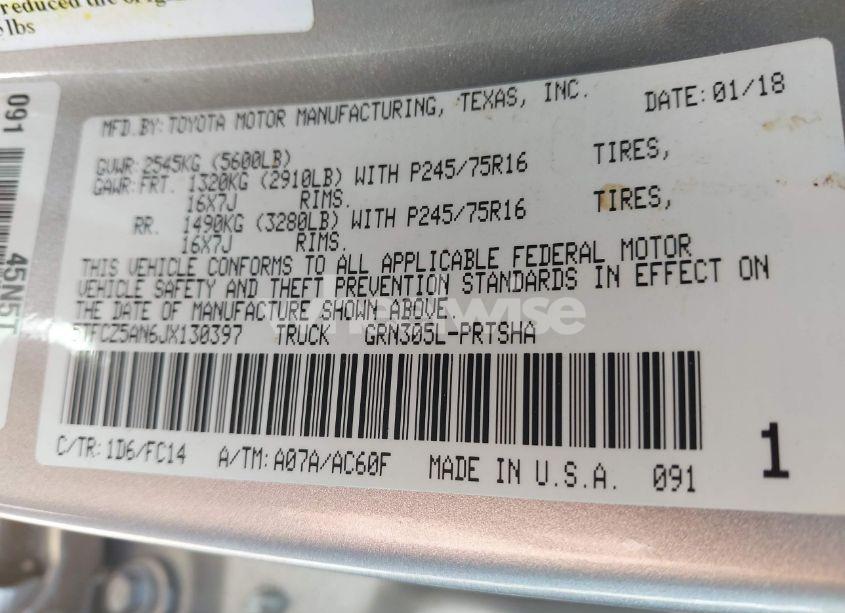 reduced the orig
lbs
091
45N5T
MFD.BY:TOYOTA MOTOR MANUFACTURING, TEXAS, INC. DATE:01/18
GVWR:2545KG (5600LB)
GAWR:FRT. 1320KG (2910LB) WITH P245/75R16 TIRES,
16X7J RIMS.
RR. 1490KG (3280LB) WITH P245/75R16 TIRES,
16X7J RIMS.
THIS VEHICLE CONFORMS TO ALL APPLICABLE FEDERAL MOTOR
VEHICLE SAFETY AND THEFT PREVENTION STANDARDS IN EFFECT ON
THE DATE OF MANUFACTURE SHOWN ABOVE.
5TFCZ5AN6JX130397 TRUCK GRN305L-PRTSHA
C/TR:1D6/FC14 A/TM:A07A/AC60F MADE IN U.S.A. 091
1